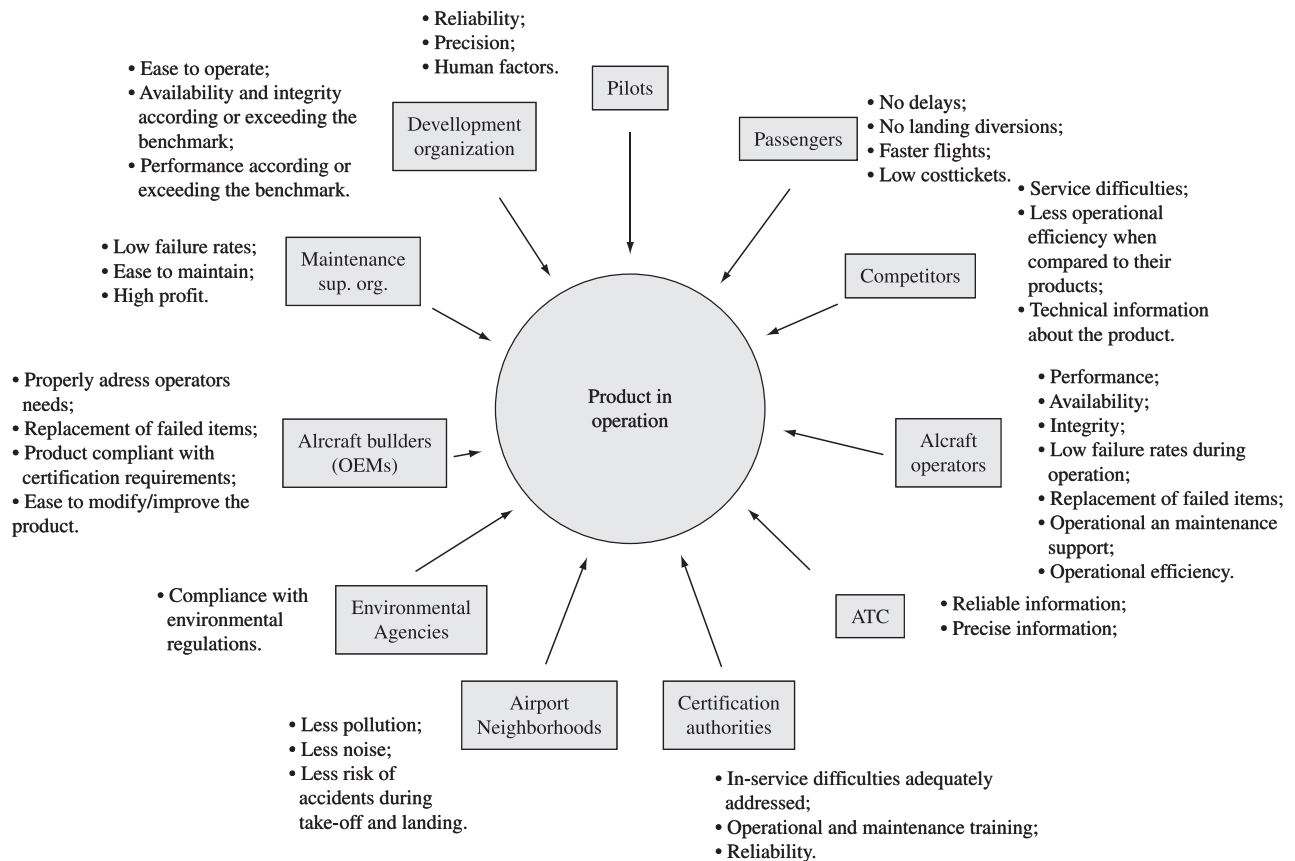 • Reliability;
• Precision;
• Human factors.
Pilots
• Ease to operate;
• Availability and integrity
according or exceeding the
benchmark;
• Performance according or
exceeding the benchmark.
Devellopment
organization
Passengers
• No delays;
• No landing diversions;
• Faster flights;
• Low costtickets.
• Low failure rates;
• Ease to maintain;
• High profit.
Maintenance
sup. org.
Competitors
• Service difficulties;
• Less operational
efficiency when
compared to their
products;
• Technical information
about the product.
• Properly adress operators
needs;
• Replacement of failed items;
• Product compliant with
certification requirements;
• Ease to modify/improve the
product.
Alrcraft bullders
(OEMs)
Product in
operation
Alcraft
operators
• Performance;
• Availability;
• Integrity;
• Low failure rates during
operation;
• Replacement of failed items;
• Operational an maintenance
support;
• Operational efficiency.
• Compliance with
environmental
regulations.
Environmental
Agencies
ATC
• Reliable information;
• Precise information;
• Less pollution;
• Less noise;
• Less risk of
accidents during
take-off and landing.
Airport
Neighborhoods
Certification
authorities
• In-service difficulties adequately
addressed;
• Operational and maintenance training;
• Reliability.